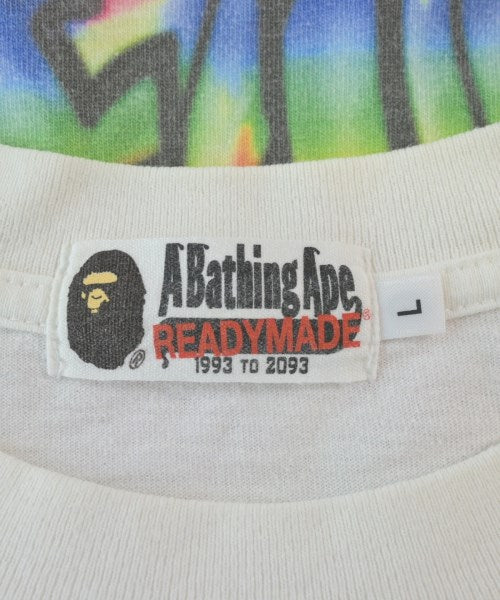 A Bathing Ape
READYMADE®
1993 TO 2093
®
L